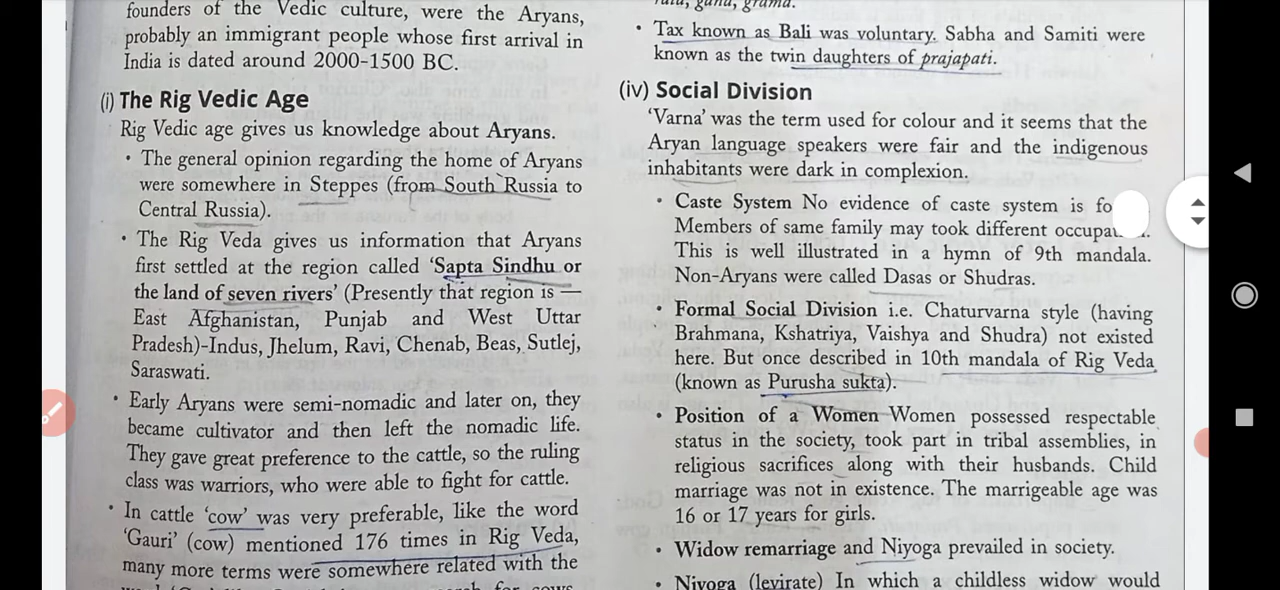 founders of the Vedic culture, were the Aryans,
probably an immigrant people whose first arrival in
India is dated around 2000-1500 BC.
(i) The Rig Vedic Age
Rig Vedic age gives us knowledge about Aryans.
• The general opinion regarding the home of Aryans
were somewhere in Steppes (from South Russia to
Central Russia).
• The Rig Veda gives us information that Aryans
first settled at the region called 'Sapta Sindhu or
the land of seven rivers' (Presently that region is —
East Afghanistan, Punjab and West Uttar
Pradesh)-Indus, Jhelum, Ravi, Chenab, Beas, Sutlej,
Saraswati.
• Early Aryans were semi-nomadic and later on, they
became cultivator and then left the nomadic life.
They gave great preference to the cattle, so the ruling
class was warriors, who were able to fight for cattle.
• In cattle 'cow' was very preferable, like the word
'Gauri' (cow) mentioned 176 times in Rig Veda,
many more terms were somewhere related with the
for cows
gana, grama.
• Tax known as Bali was voluntary. Sabha and Samiti were
known as the twin daughters of prajapati.
(iv) Social Division
'Varna' was the term used for colour and it seems that the
Aryan language speakers were fair and the indigenous
inhabitants were dark in complexion.
• Caste System No evidence of caste system is
Members of same family may took different
This is well illustrated in a hymn of 9th mandala.
Non-Aryans were called Dasas or Shudras.
• Formal Social Division i.e. Chaturvarna style (having
Brahmana, Kshatriya, Vaishya and Shudra) not existed
here. But once described in 10th mandala of Rig Veda
(known as Purusha sukta).
• Position of a Women Women possessed respectable
status in the society, took part in tribal assemblies, in
religious sacrifices along with their husbands. Child
marriage was not in existence. The marrigeable age was
16 or 17 years for girls.
• Widow remarriage and Niyoga prevailed in society.
• Niyoga (levirate) In which a childless widow would